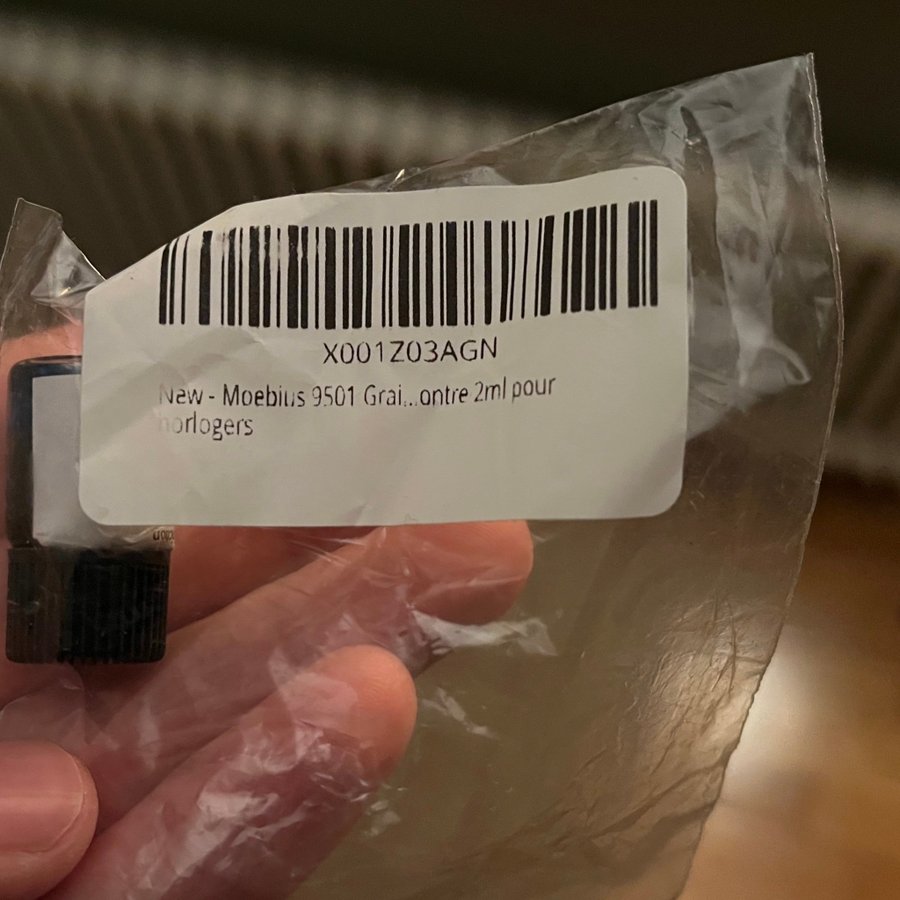 X001Z03AGN
New - Moebius 9501 Grai...ontre 2ml pour
horlogers